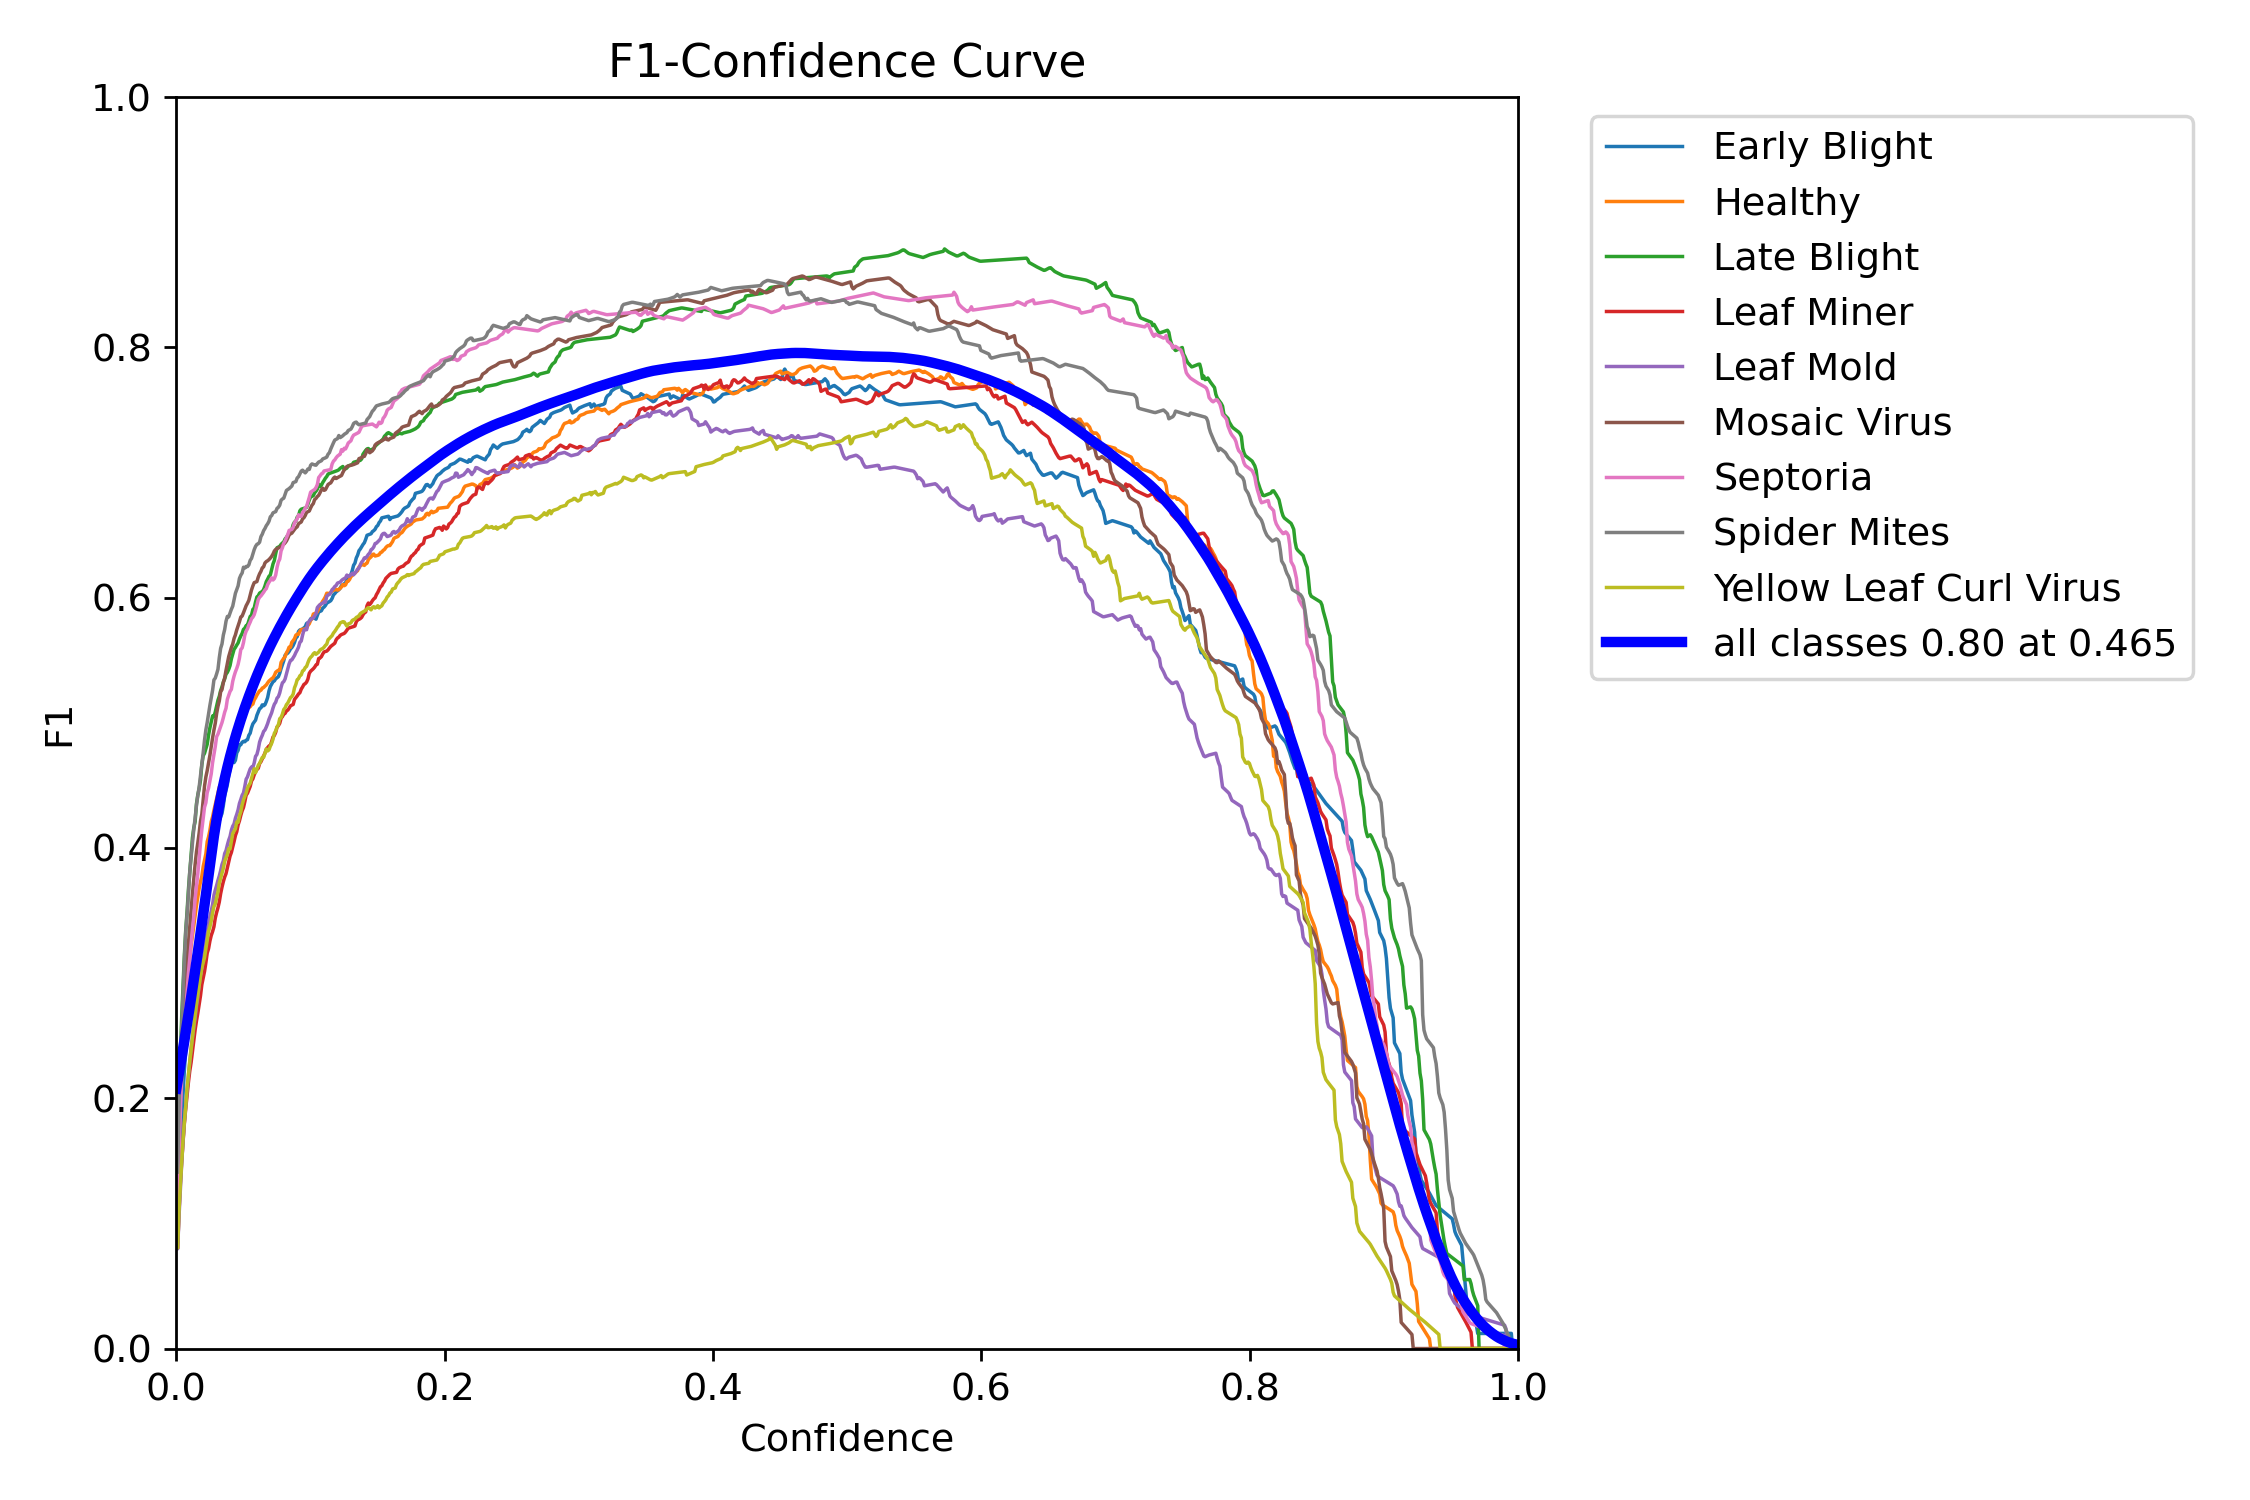 F1-Confidence Curve
1.0
0.8
0.6
0.4
0.2
0.0
F1
0.0 0.2 0.4 0.6 0.8 1.0
Confidence
Early Blight
Healthy
Late Blight
Leaf Miner
Leaf Mold
Mosaic Virus
Septoria
Spider Mites
Yellow Leaf Curl Virus
all classes 0.80 at 0.465